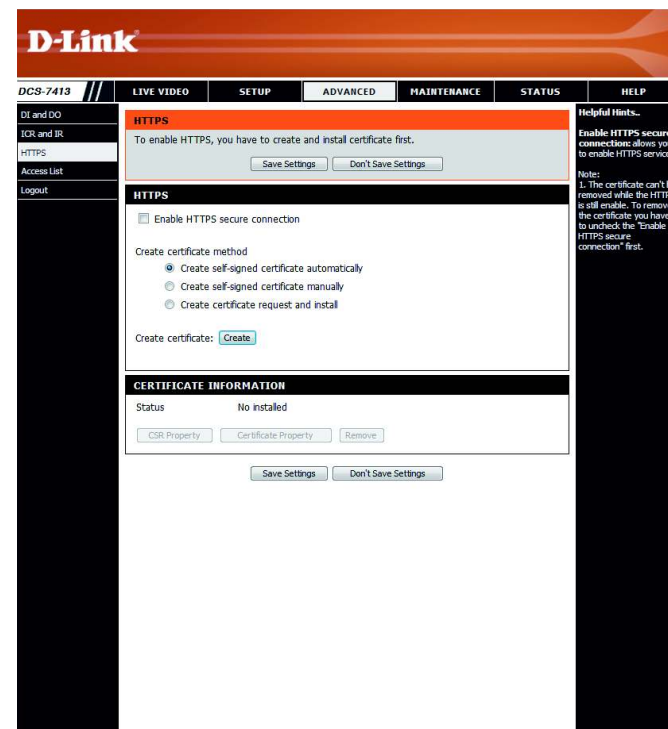 D-Link
DCS-7413 // LIVE VIDEO SETUP ADVANCED MAINTENANCE STATUS HELP
DI and DO
ICR and IR
HTTPS
Access List
Logout
HTTPS
To enable HTTPS, you have to create and install certificate first.
Save Settings Don't Save Settings
HTTPS
Enable HTTPS secure connection
Create certificate method
Create self-signed certificate automatically
Create self-signed certificate manually
Create certificate request and install
Create certificate: Create
CERTIFICATE INFORMATION
Status No installed
CSR Property Certificate Property Remove
Save Settings Don't Save Settings
Helpful Hints..
Enable HTTPS secure
connection: allows yo
to enable HTTPS service
Note:
1. The certificate can't
removed while the HTT
is still enable. To remov
the certificate you have
to uncheck the "Enable
HTTPS secure
connection" first.